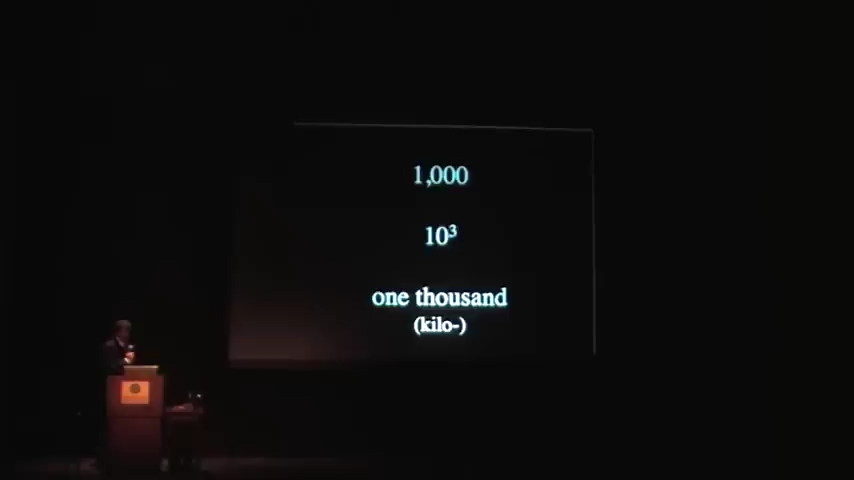 1,000
10³
one thousand
(kilo-)